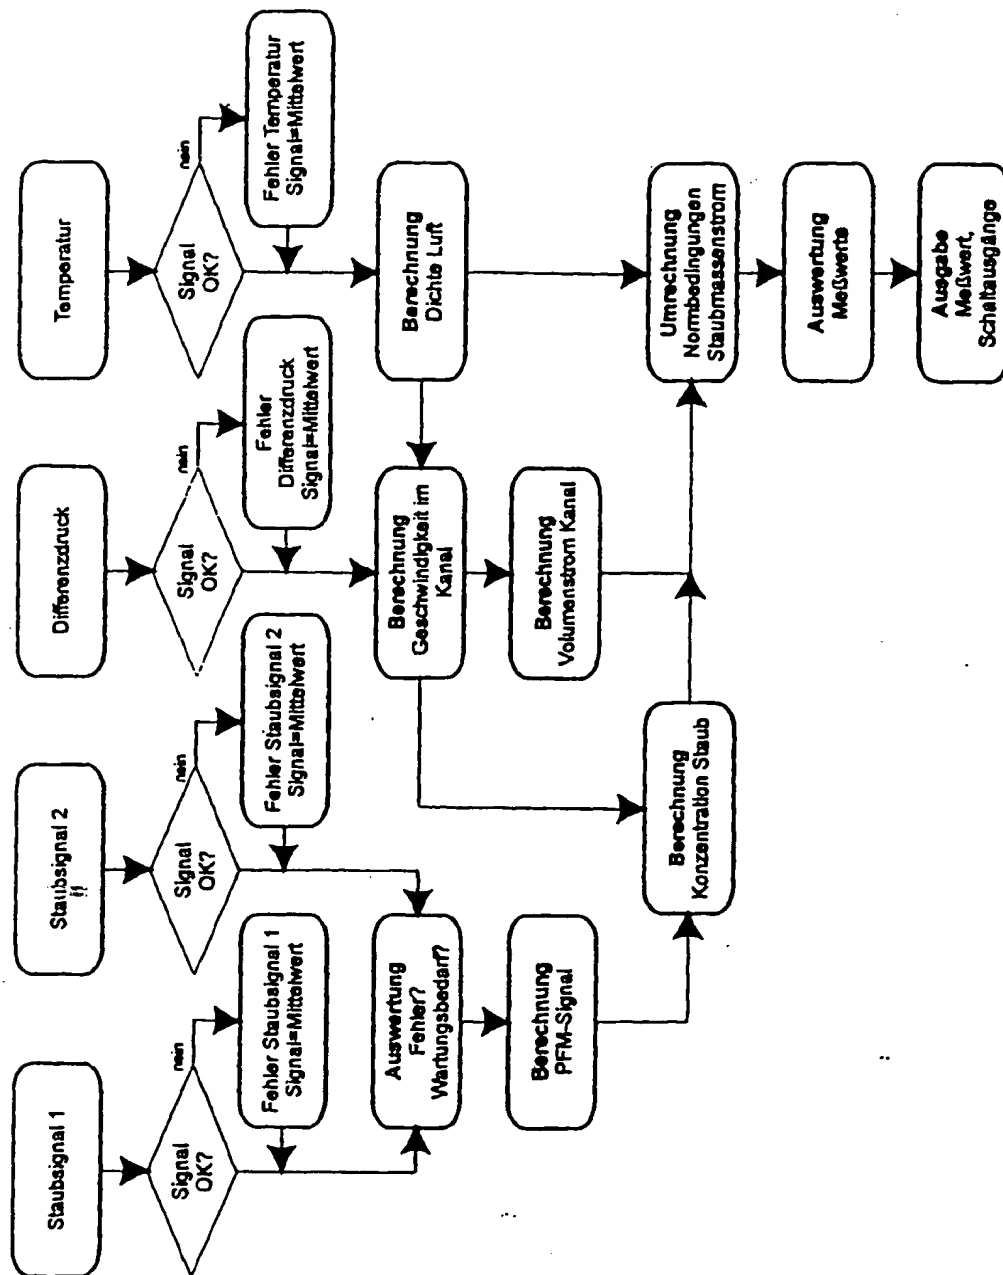 Staubsignal 1
Staubsignal 2
!!
Differenzdruck
Temperatur
Signal
OK?
nein
Signal
OK?
nein
Signal
OK?
nein
Signal
OK?
nein
Fehler Staubsignal 1
Signal=Mittelwert
Fehler Staubsignal 2
Signal=Mittelwert
Fehler
Differenzdruck
Signal=Mittelwert
Fehler Temperatur
Signal=Mittelwert
Auswertung
Fehler?
Wartungsbedarf?
Berechnung
Geschwindigkeit im
Kanal
Berechnung
Dichte Luft
Berechnung
PFM-Signal
Berechnung
Volumenstrom Kanal
Berechnung
Konzentration Staub
Umrechnung
Normbedingungen
Staubmassenstrom
Auswertung
Meßwerte
Ausgabe
Meßwert,
Schaltausgänge